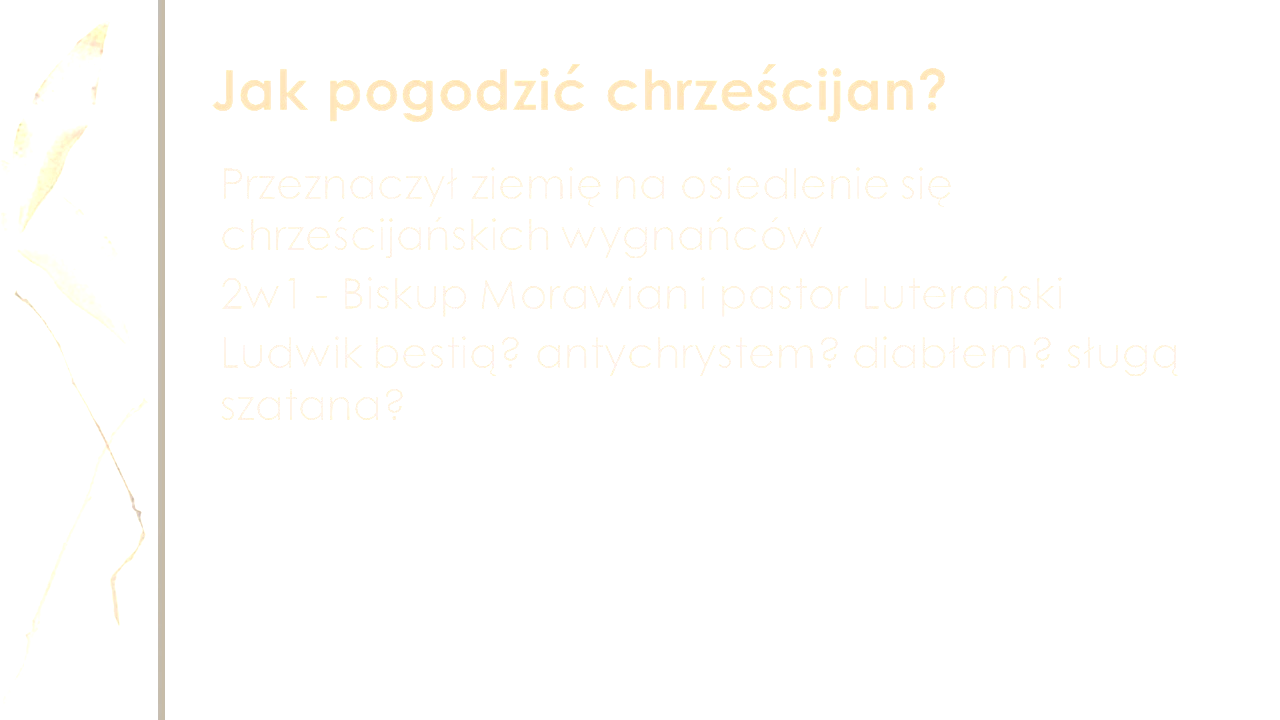 Jak pogodzić chrześcijan?
Przeznaczył ziemię na osiedlenie się
chrześcijańskich wygnańców
2w1 - Biskup Morawian i pastor Luterański
Ludwik bestią? antychrystem? diabłem? sługą
szatana?